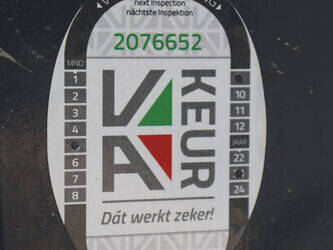 next inspection
nächste Inspektion
2076652
MND
1
2
3
4
5
6
7
8
VA
KEUR
10
11
12
JAAR
22
24
Dát werkt zeker!